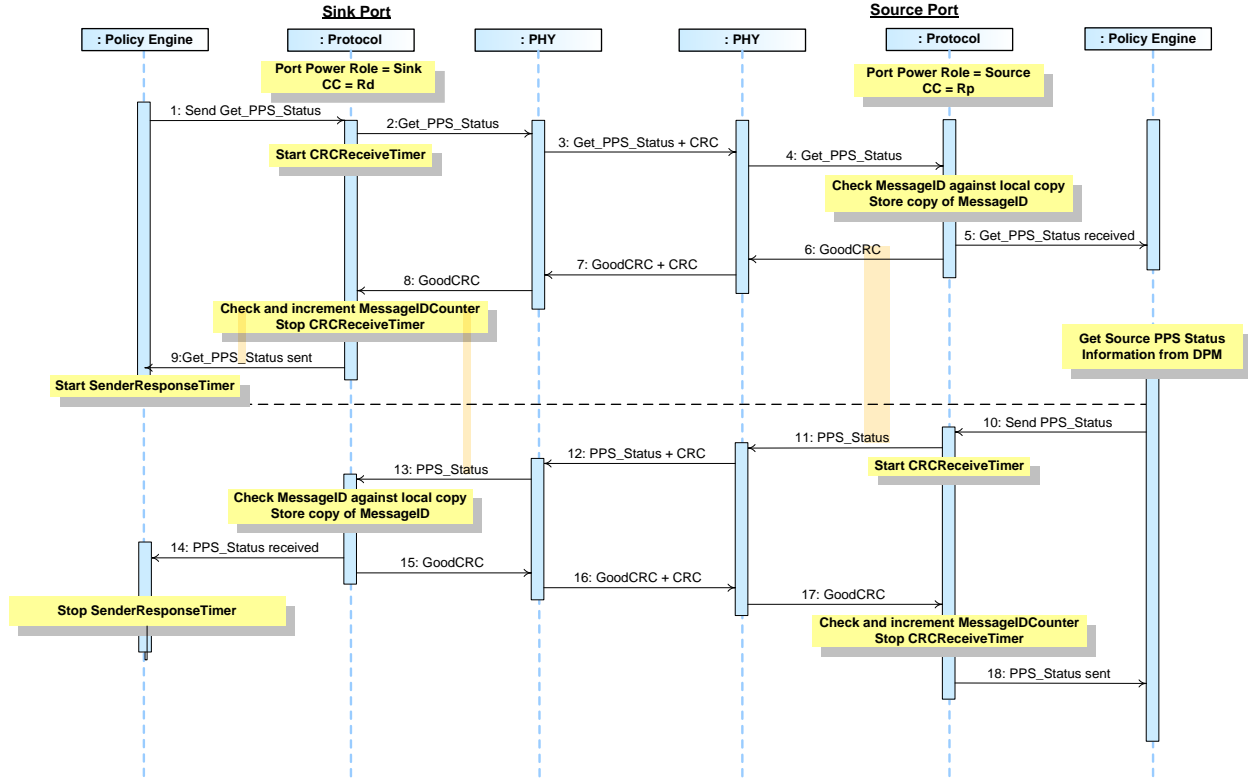 Sink Port
Source Port
: Policy Engine
: Protocol
: PHY
: PHY
: Protocol
: Policy Engine
Port Power Role = Sink
CC = Rd
Port Power Role = Source
CC = Rp
1: Send Get_PPS_Status
2:Get_PPS_Status
Start CRCReceiveTimer
3: Get_PPS_Status + CRC
4: Get_PPS_Status
Check MessageID against local copy
Store copy of MessageID
5: Get_PPS_Status received
6: GoodCRC
7: GoodCRC + CRC
8: GoodCRC
Check and increment MessageIDCounter
Stop CRCReceiveTimer
9:Get_PPS_Status sent
Start SenderResponseTimer
Get Source PPS Status
Information from DPM
10: Send PPS_Status
11: PPS_Status
Start CRCReceiveTimer
12: PPS_Status + CRC
13: PPS_Status
Check MessageID against local copy
Store copy of MessageID
14: PPS_Status received
15: GoodCRC
16: GoodCRC + CRC
17: GoodCRC
Stop SenderResponseTimer
Check and increment MessageIDCounter
Stop CRCReceiveTimer
18: PPS_Status sent